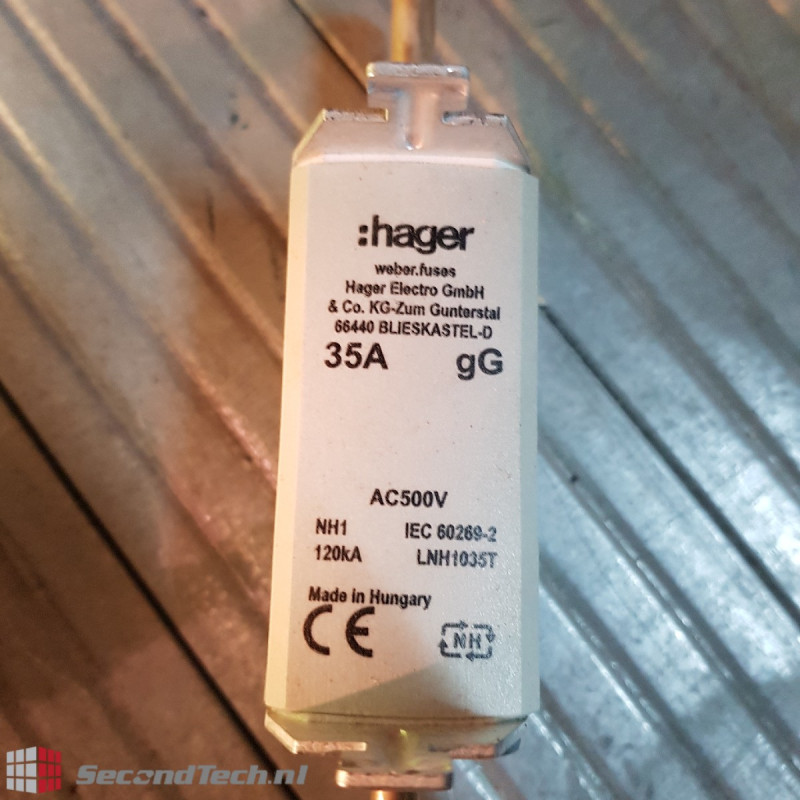 :hager
weber.fuses
Hager Electro GmbH
& Co. KG-Zum Gunterstal
66440 BLIESKASTEL-D
35A gG
AC500V
NH1 IEC 60269-2
120kA LNH1035T
Made in Hungary
CE
NH
SecondTech.nl